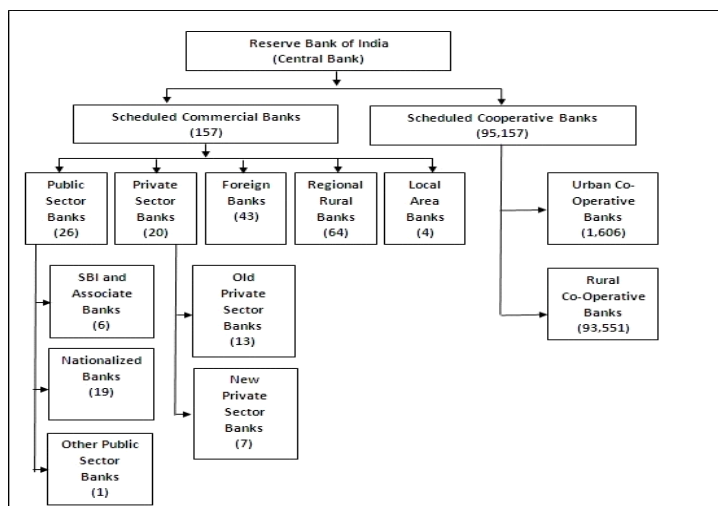 Reserve Bank of India
(Central Bank)
Scheduled Commercial Banks
(157)
Scheduled Cooperative Banks
(95,157)
Public
Sector
Banks
(26)
Private
Sector
Banks
(20)
Foreign
Banks
(43)
Regional
Rural
Banks
(64)
Local
Area
Banks
(4)
Urban Co-
Operative
Banks
(1,606)
SBI and
Associate
Banks
(6)
Old
Private
Sector
Banks
(13)
Rural
Co-Operative
Banks
(93,551)
Nationalized
Banks
(19)
New
Private
Sector
Banks
(7)
Other Public
Sector
Banks
(1)